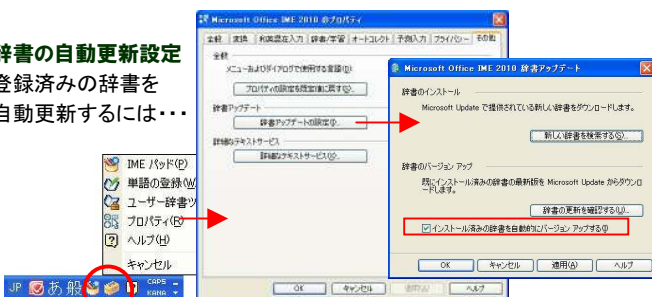 辞書の自動更新設定
登録済みの辞書を
自動更新するには・・・
IME パッド(P)
単語の登録(W
ユーザー辞書ツ
プロパティ(R)
ヘルプ(H)
キャンセル
JP あ 般 CAPS KANA
Microsoft Office IME 2010 のプロパティ
全般 変換 和英混在入力 辞書/学習 オートコレクト 予測入力 プライバシー その他
全般
メニューおよびダイアログで使用する言語(D)
プロパティの設定を既定値に戻す(O)...
辞書アップデート
辞書アップデートの設定(I)...
詳細なテキストサービス
詳細なテキストサービス(X)...
OK キャンセル 適用(A) ヘルプ
Microsoft Office IME 2010 辞書アップデート
辞書のインストール
Microsoft Update で提供されている新しい辞書をダウンロードします。
新しい辞書を検索する(S)...
辞書のバージョン アップ
既にインストール済みの辞書の最新版を Microsoft Update からダウンロ
ードします。
辞書の更新を確認する(U)...
インストール済みの辞書を自動的にバージョン アップする(I)
OK キャンセル 適用(A) ヘルプ